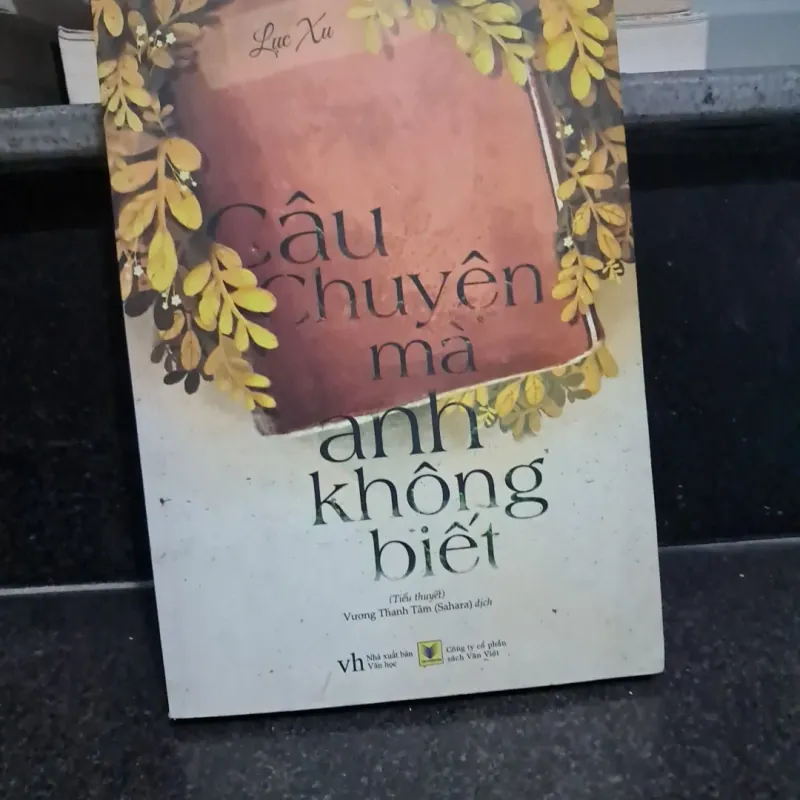 Lục Xu
Câu
Chuyện
mà
anh
không
biết
(Tiểu thuyết)
Vương Thanh Tâm (Sahara) dịch
vh Nhà xuất bản Văn học
Công ty cổ phần sách Văn Việt